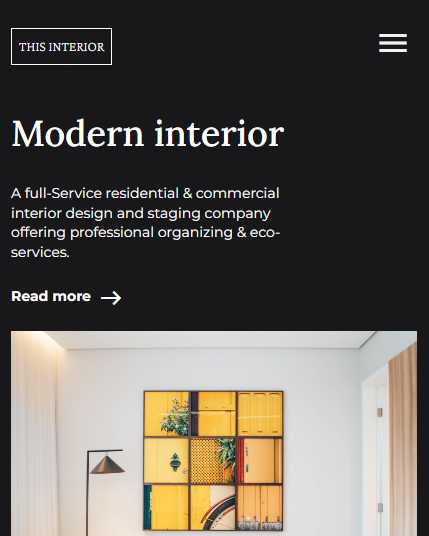 THIS INTERIOR
Modern interior
A full-Service residential & commercial
interior design and staging company
offering professional organizing & eco-
services.
Read more